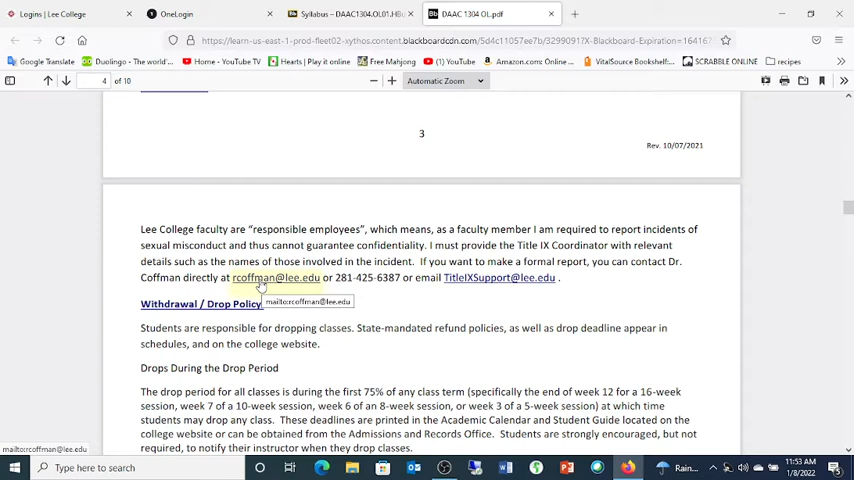 Logins | Lee College
OneLogin
Syllabus – DAAC1304.OL01.HBu
DAAC 1304 OL.pdf
https://learn-us-east-1-prod-fleet02-xythos.content.blackboardcdn.com/5d4c11057ee7b/3299091?X-Blackboard-Expiration=16416
Google Translate
Duolingo - The world'...
Home - YouTube TV
Hearts | Play it online
Free Mahjong
(1) YouTube
Amazon.com: Online ...
VitalSource Bookshelf:...
SCRABBLE ONLINE
recipes
4 of 10
Automatic Zoom
3
Rev. 10/07/2021
Lee College faculty are “responsible employees”, which means, as a faculty member I am required to report incidents of
sexual misconduct and thus cannot guarantee confidentiality. I must provide the Title IX Coordinator with relevant
details such as the names of those involved in the incident. If you want to make a formal report, you can contact Dr.
Coffman directly at rcoffman@lee.edu or 281-425-6387 or email TitleIXSupport@lee.edu .
mailto:rcoffman@lee.edu
Withdrawal / Drop Policy
Students are responsible for dropping classes. State-mandated refund policies, as well as drop deadline appear in
schedules, and on the college website.
Drops During the Drop Period
The drop period for all classes is during the first 75% of any class term (specifically the end of week 12 for a 16-week
session, week 7 of a 10-week session, week 6 of an 8-week session, or week 3 of a 5-week session) at which time
students may drop any class. These deadlines are printed in the Academic Calendar and Student Guide located on the
college website or can be obtained from the Admissions and Records Office. Students are strongly encouraged, but not
required, to notify their instructor when they drop classes.
mailto:rcoffman@lee.edu
Type here to search
Rain...
11:53 AM
1/8/2022